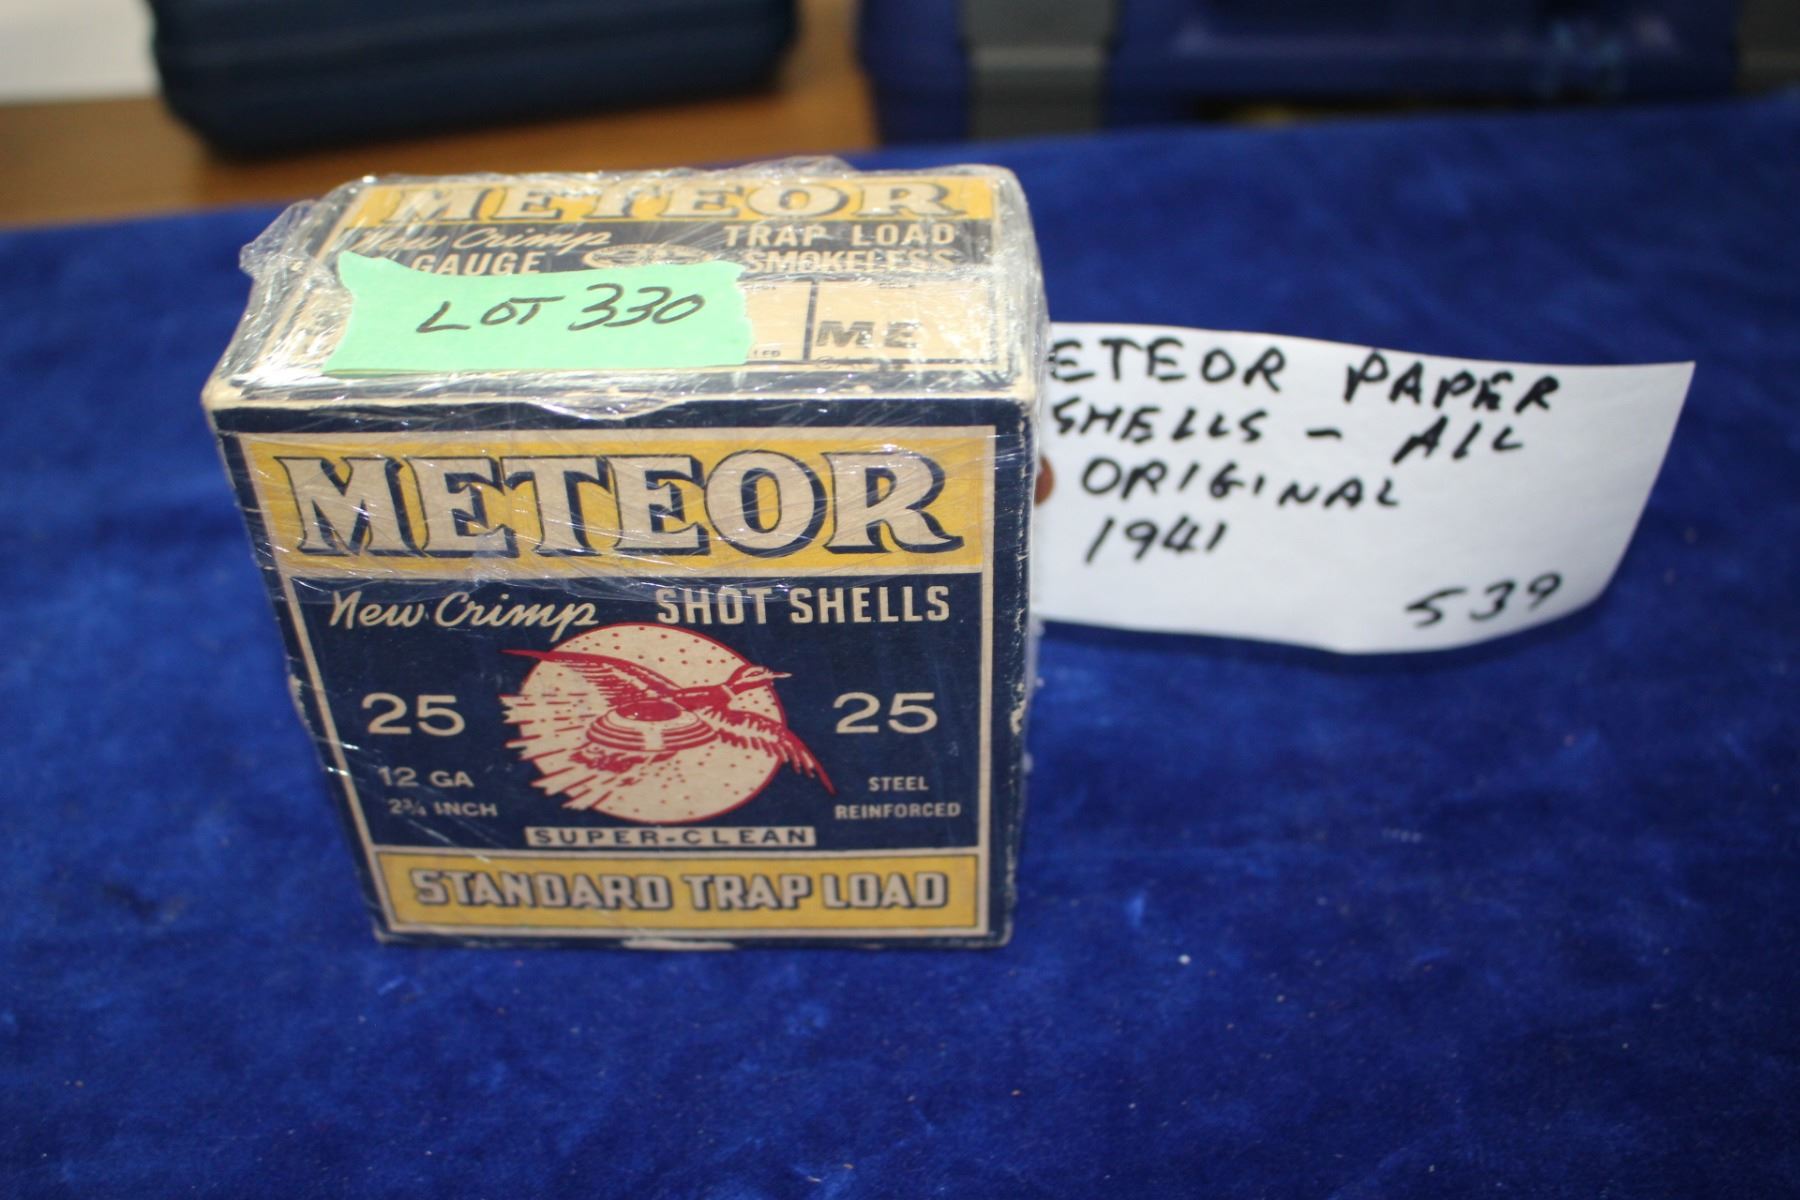 METEOR
New Crimp TRAP LOAD
GAUGE SMOKELESS
LOT 330
ME
METEOR
New Crimp SHOT SHELLS
25 25
12 GA STEEL
2¾ INCH REINFORCED
SUPER-CLEAN
STANDARD TRAP LOAD
ETEOR PAPER
SHELLS - ALL
ORIGINAL
1941
539